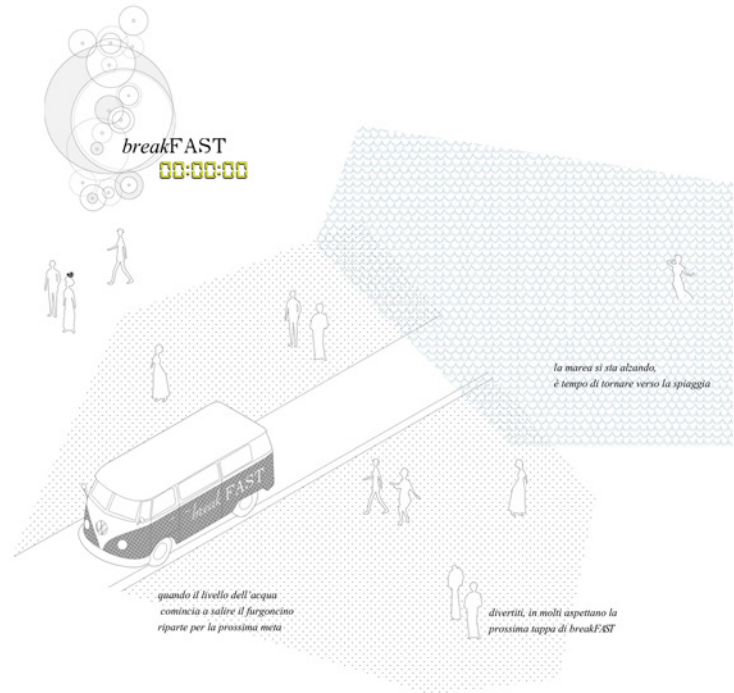 breakFAST
00:00:00
la marea si sta alzando,
è tempo di tornare verso la spiaggia
break FAST
quando il livello dell'acqua
comincia a salire il furgoncino
riparte per la prossima meta
divertiti, in molti aspettano la
prossima tappa di breakFAST